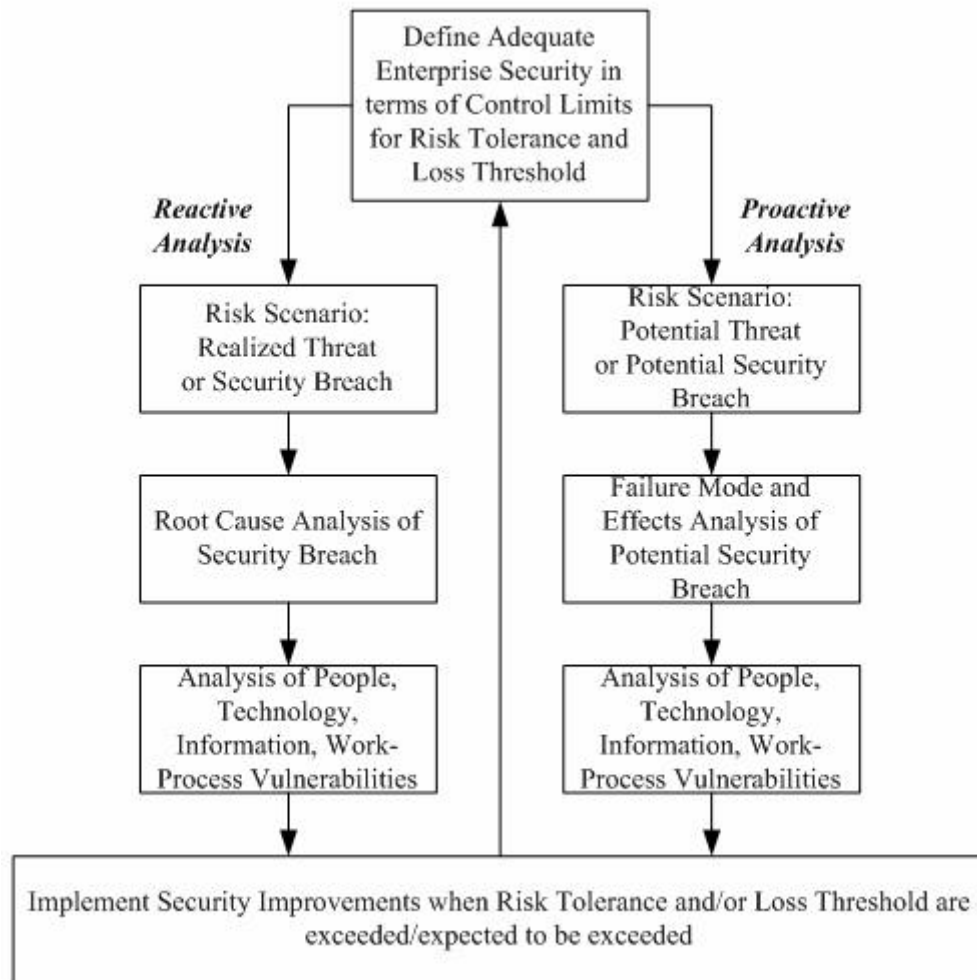 Define Adequate
Enterprise Security in
terms of Control Limits
for Risk Tolerance and
Loss Threshold
Reactive
Analysis
Proactive
Analysis
Risk Scenario:
Realized Threat
or Security Breach
Risk Scenario:
Potential Threat
or Potential Security
Breach
Root Cause Analysis of
Security Breach
Failure Mode and
Effects Analysis of
Potential Security
Breach
Analysis of People,
Technology,
Information, Work-
Process Vulnerabilities
Analysis of People,
Technology,
Information, Work-
Process Vulnerabilities
Implement Security Improvements when Risk Tolerance and/or Loss Threshold are
exceeded/expected to be exceeded